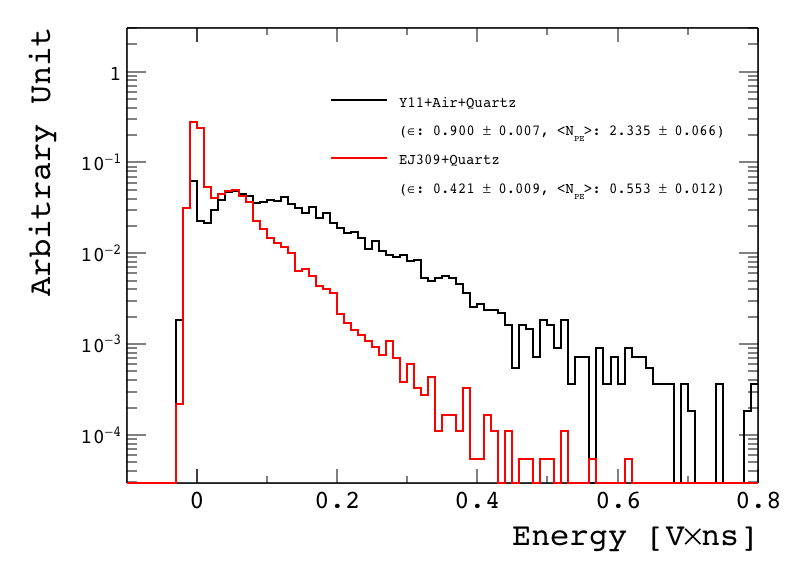 Arbitrary Unit
1
10⁻¹
10⁻²
10⁻³
10⁻⁴
Y11+Air+Quartz
(ϵ: 0.900 ± 0.007, <N_PE>: 2.335 ± 0.066)
EJ309+Quartz
(ϵ: 0.421 ± 0.009, <N_PE>: 0.553 ± 0.012)
0 0.2 0.4 0.6 0.8
Energy [V×ns]